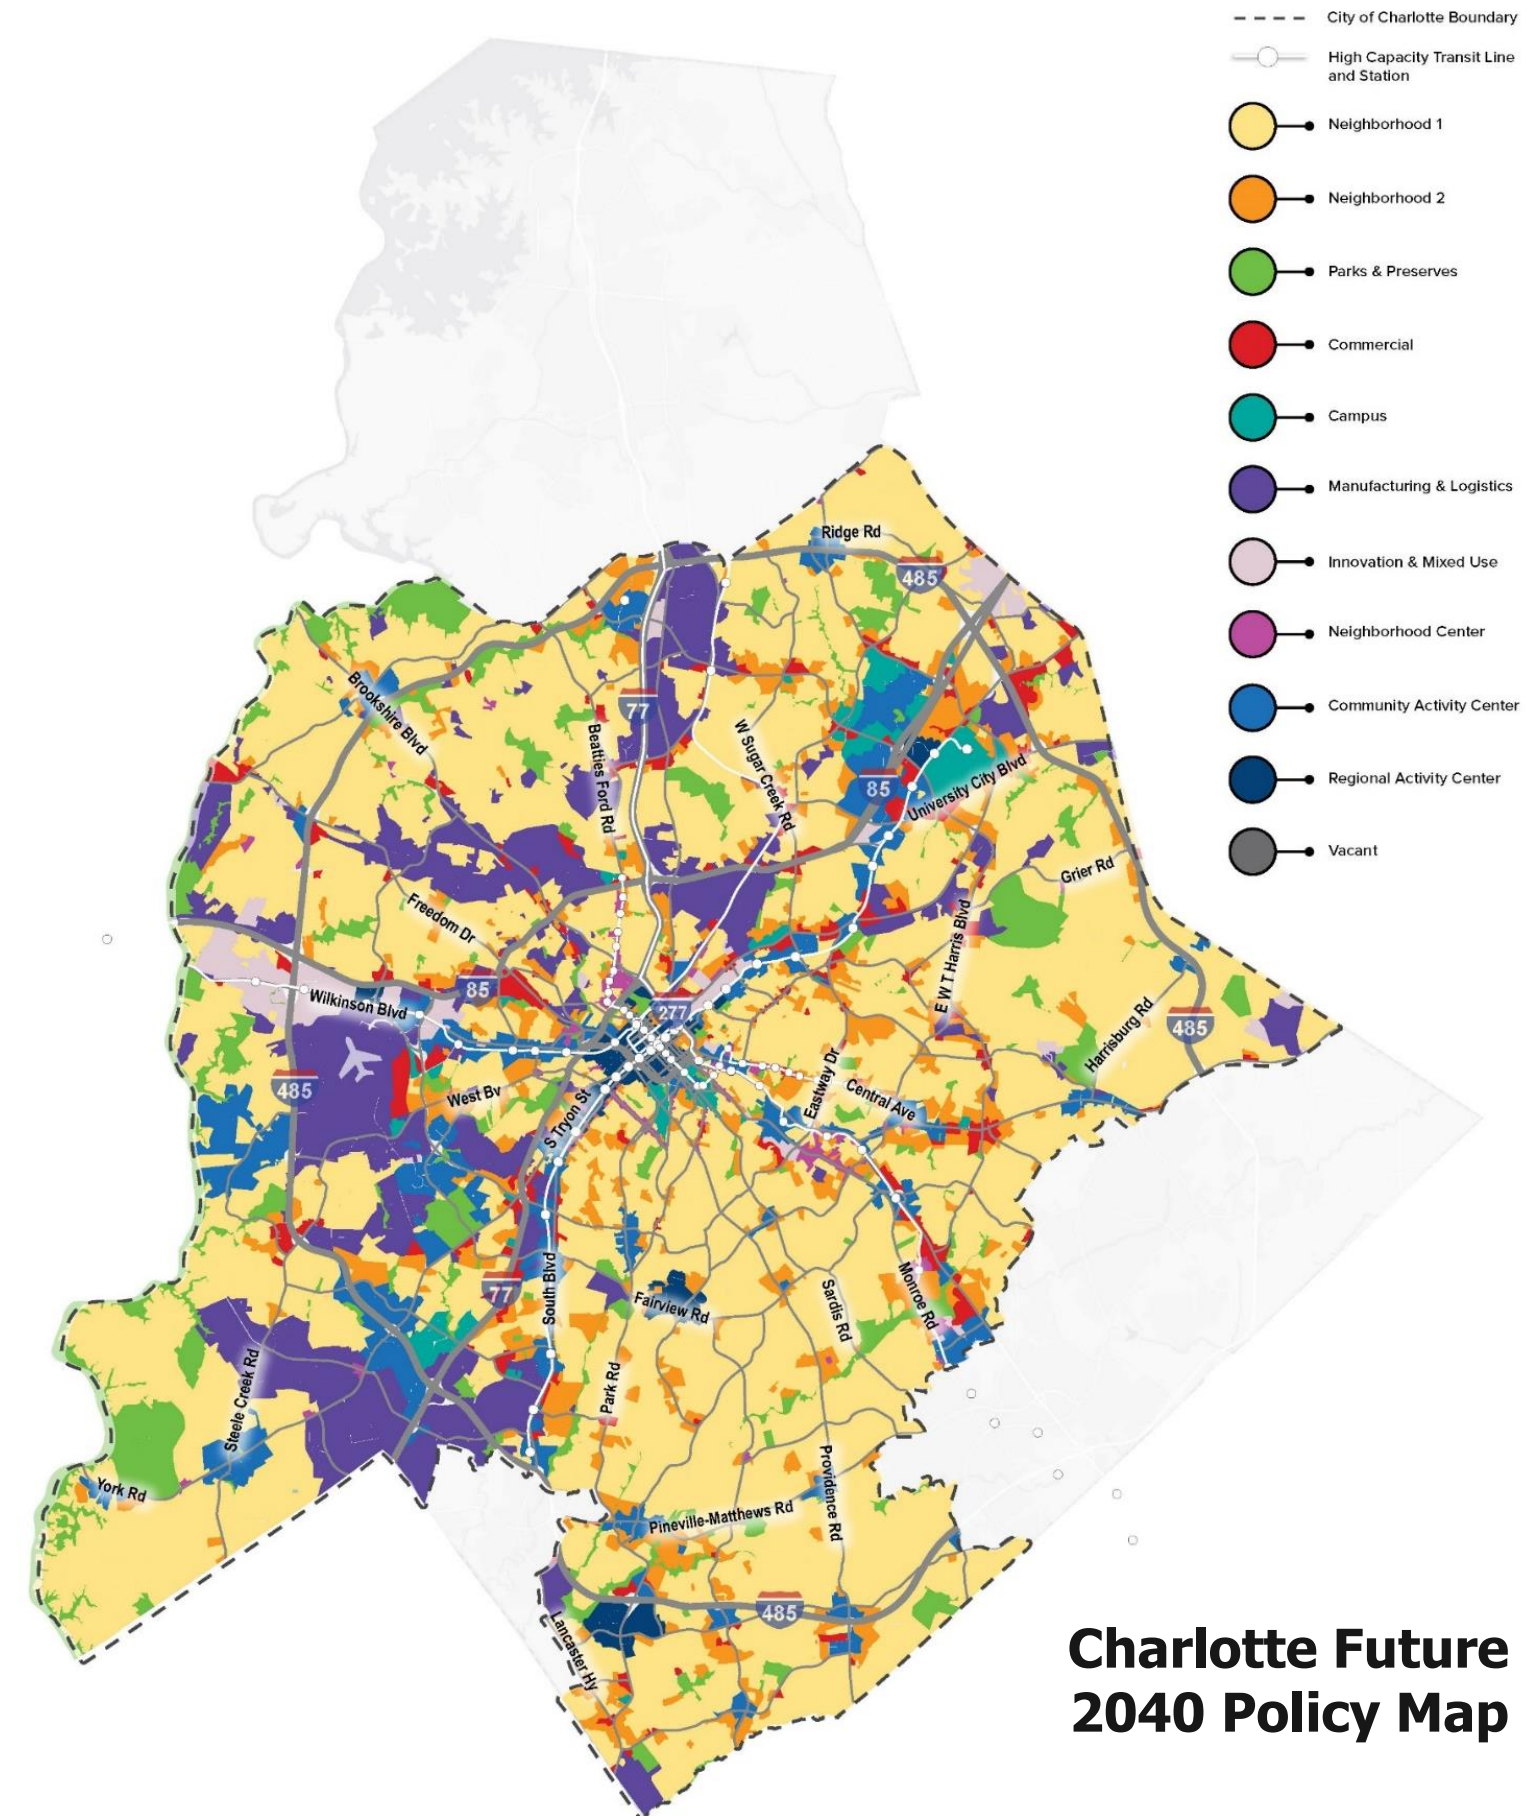 City of Charlotte Boundary
High Capacity Transit Line
and Station
Neighborhood 1
Neighborhood 2
Parks & Preserves
Commercial
Campus
Manufacturing & Logistics
Innovation & Mixed Use
Neighborhood Center
Community Activity Center
Regional Activity Center
Vacant
Ridge Rd
485
Brookshire Blvd
77
Beatties Ford Rd
W Sugar Creek Rd
85
University City Blvd
Grier Rd
Freedom Dr
E W T Harris Blvd
85
Wilkinson Blvd
277
Harrisburg Rd
485
485
West Bv
S Tryon St
Eastway Dr
Central Ave
77
South Blvd
Fairview Rd
Sardis Rd
Monroe Rd
Steele Creek Rd
Park Rd
York Rd
Providence Rd
Pineville-Matthews Rd
485
Lancaster Hy
Charlotte Future
2040 Policy Map